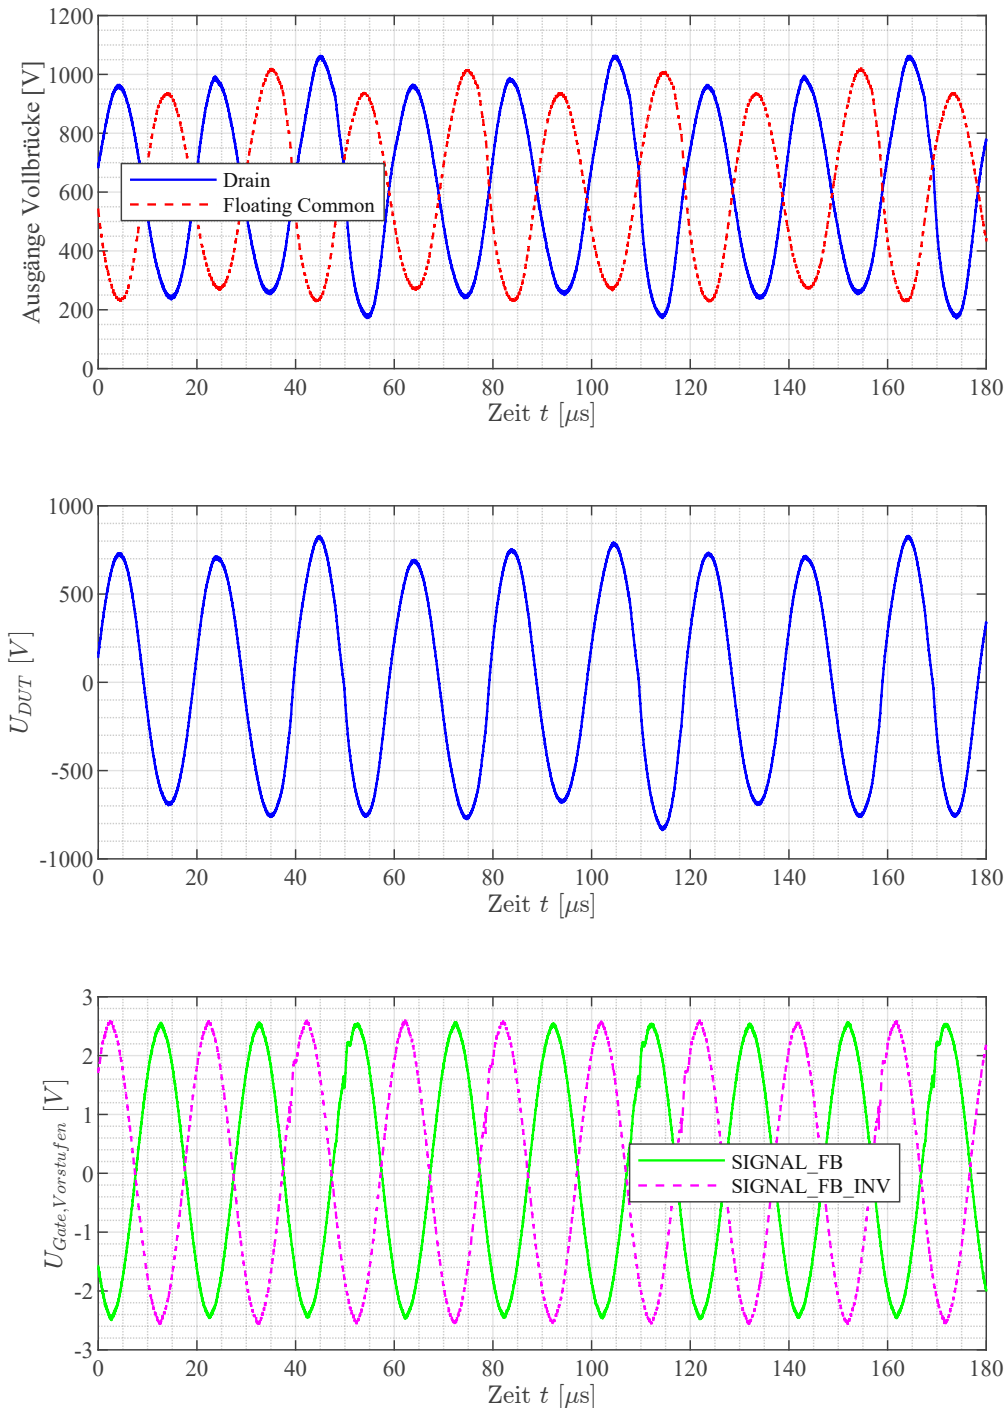 1200
1000
800
600
400
200
0
Ausgänge Vollbrücke [V]
Drain
Floating Common
0 20 40 60 80 100 120 140 160 180
Zeit t [μs]
1000
500
0
-500
-1000
U_DUT [V]
0 20 40 60 80 100 120 140 160 180
Zeit t [μs]
3
2
1
0
-1
-2
-3
U_Gate,Vorstufen [V]
SIGNAL_FB
SIGNAL_FB_INV
0 20 40 60 80 100 120 140 160 180
Zeit t [μs]